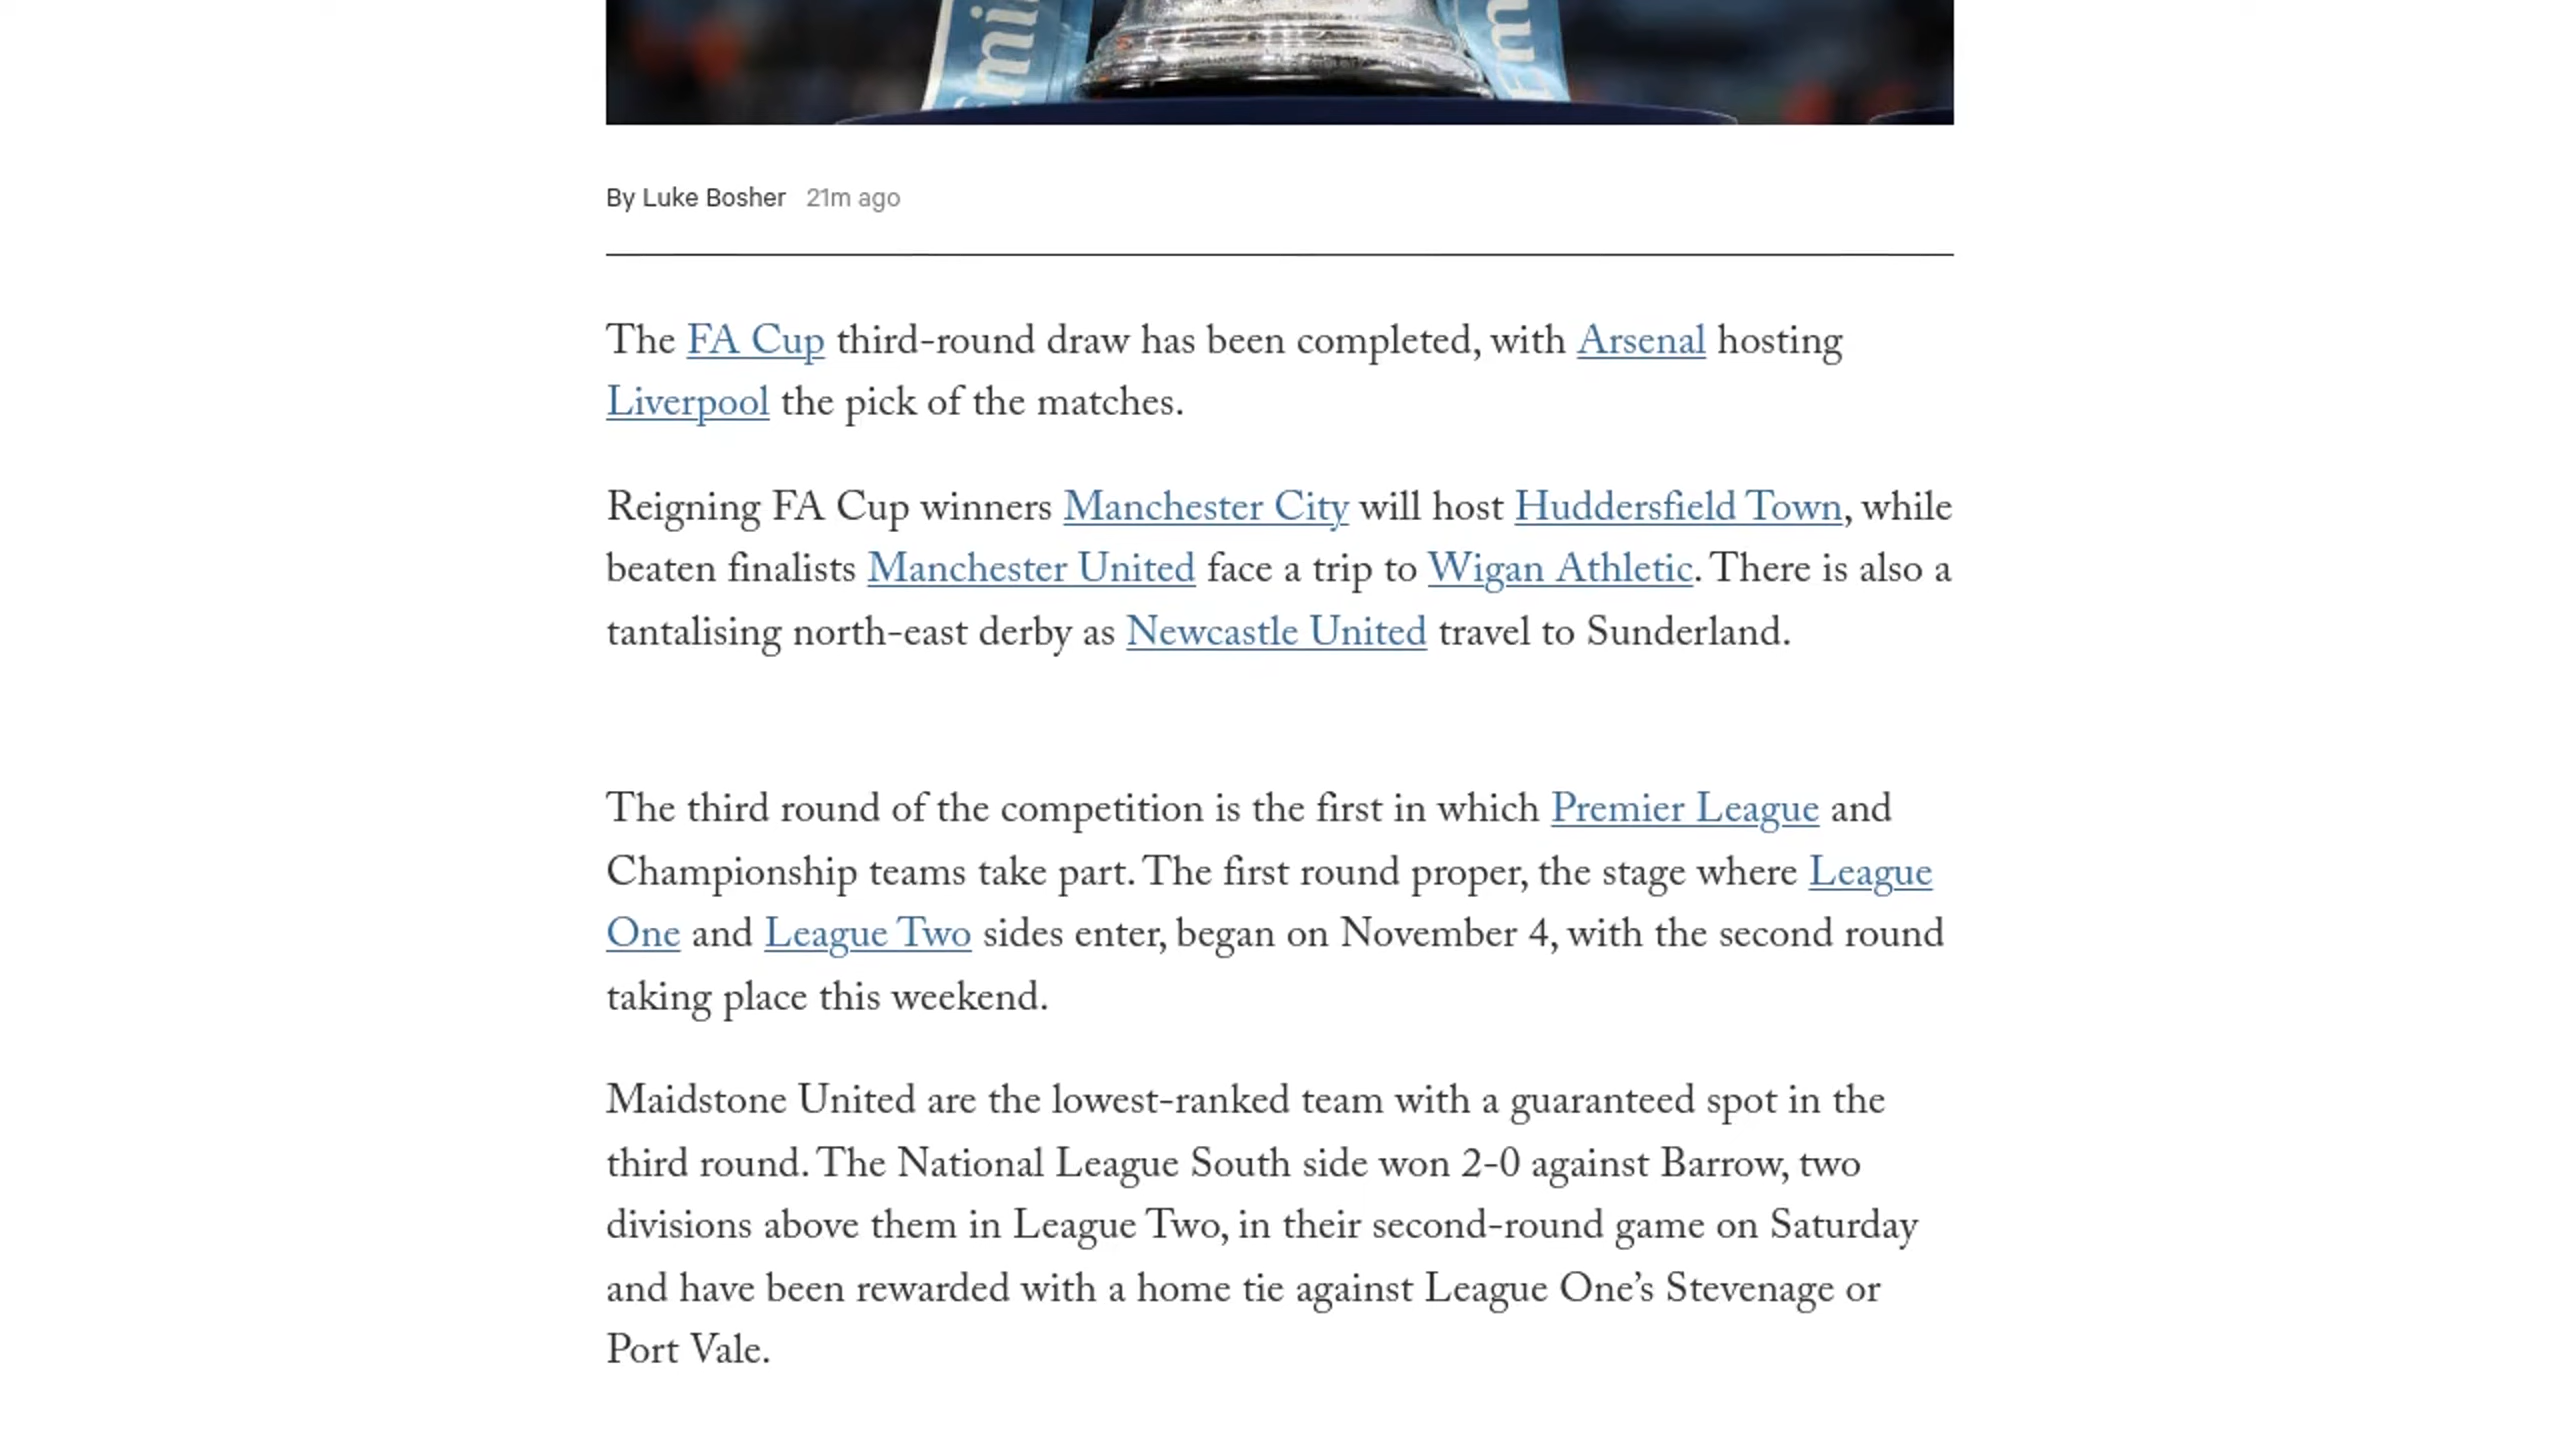 By Luke Bosher 21m ago
The FA Cup third-round draw has been completed, with Arsenal hosting
Liverpool the pick of the matches.
Reigning FA Cup winners Manchester City will host Huddersfield Town, while
beaten finalists Manchester United face a trip to Wigan Athletic. There is also a
tantalising north-east derby as Newcastle United travel to Sunderland.
The third round of the competition is the first in which Premier League and
Championship teams take part. The first round proper, the stage where League
One and League Two sides enter, began on November 4, with the second round
taking place this weekend.
Maidstone United are the lowest-ranked team with a guaranteed spot in the
third round. The National League South side won 2-0 against Barrow, two
divisions above them in League Two, in their second-round game on Saturday
and have been rewarded with a home tie against League One’s Stevenage or
Port Vale.